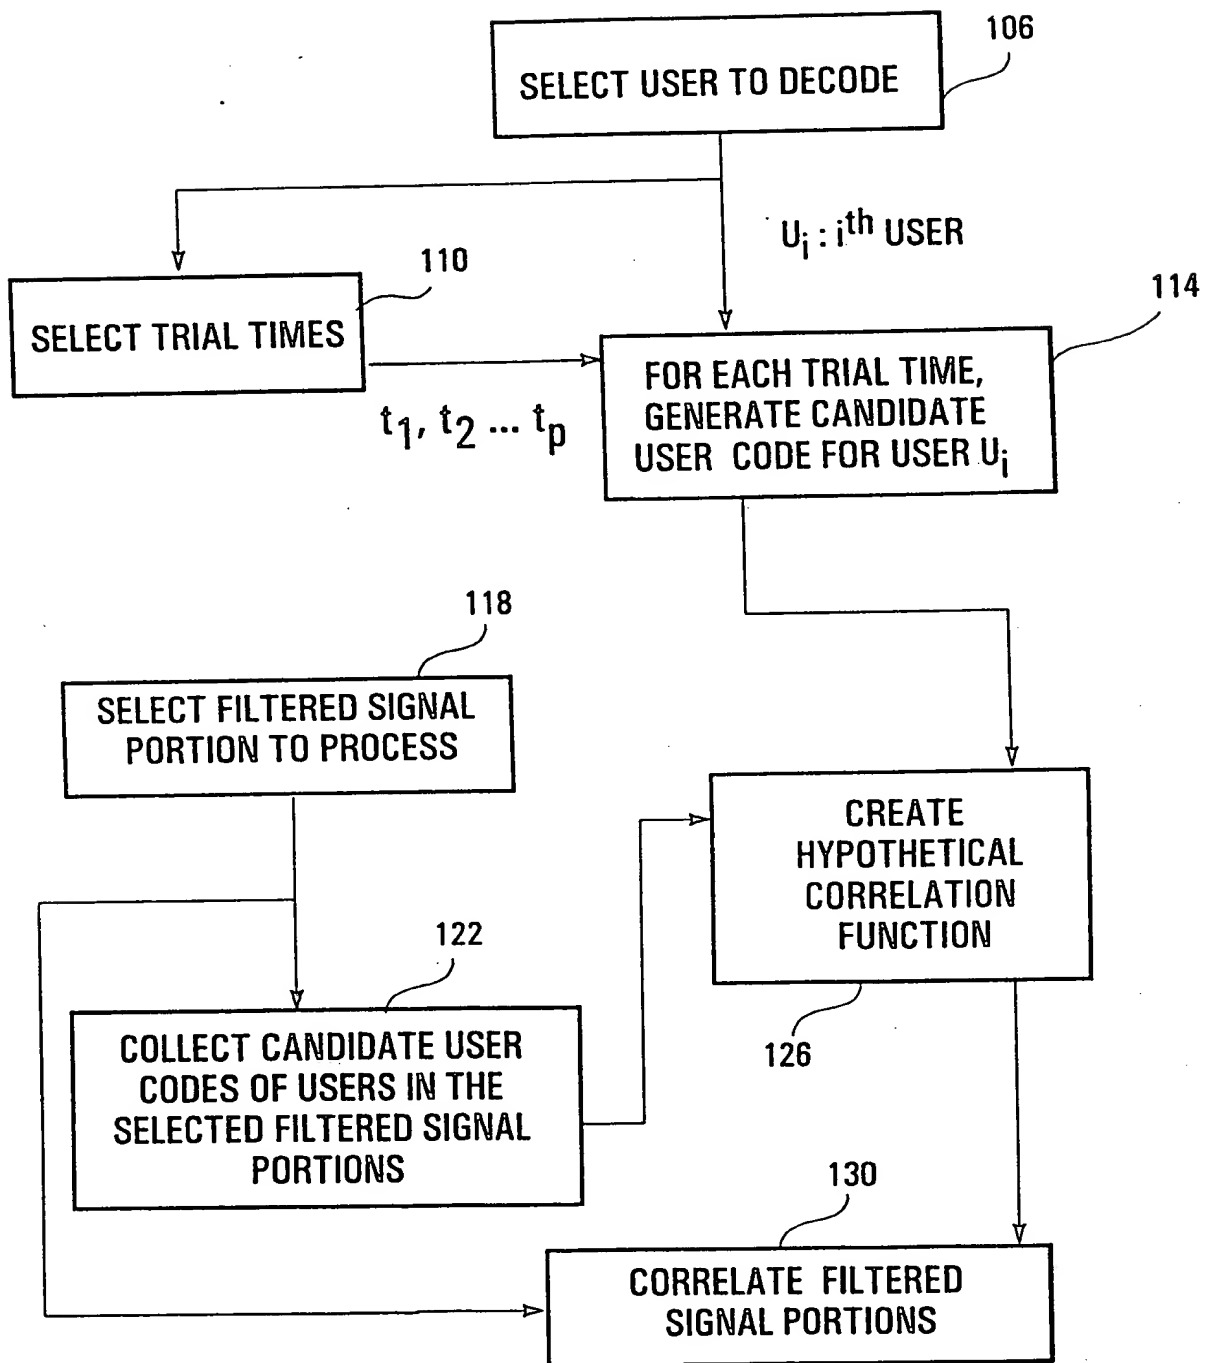 106
SELECT USER TO DECODE
Ui : ith USER
110
SELECT TRIAL TIMES
t1, t2 ... tp
114
FOR EACH TRIAL TIME,
GENERATE CANDIDATE
USER CODE FOR USER Ui
118
SELECT FILTERED SIGNAL
PORTION TO PROCESS
CREATE
HYPOTHETICAL
CORRELATION
FUNCTION
126
122
COLLECT CANDIDATE USER
CODES OF USERS IN THE
SELECTED FILTERED SIGNAL
PORTIONS
130
CORRELATE FILTERED
SIGNAL PORTIONS